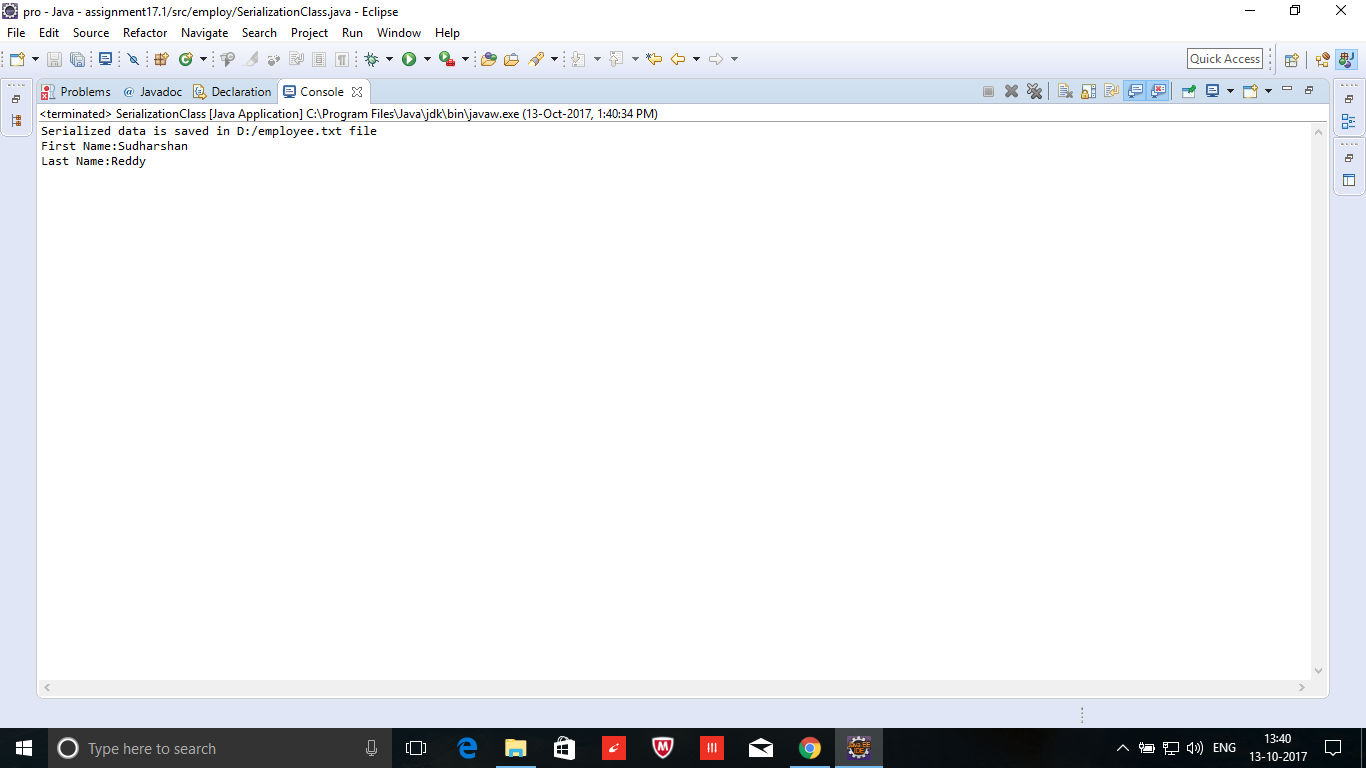 pro - Java - assignment17.1/src/employ/SerializationClass.java - Eclipse
File Edit Source Refactor Navigate Search Project Run Window Help
Quick Access
Problems @ Javadoc Declaration Console
<terminated> SerializationClass [Java Application] C:\Program Files\Java\jdk\bin\javaw.exe (13-Oct-2017, 1:40:34 PM)
Serialized data is saved in D:/employee.txt file
First Name:Sudharshan
Last Name:Reddy
Type here to search
ENG
13:40
13-10-2017